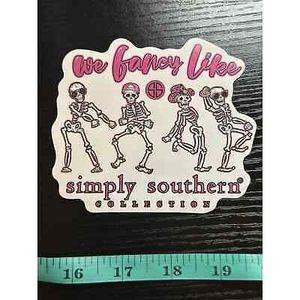 we fancy like
simply southern®
COLLECTION
16 17 18 19